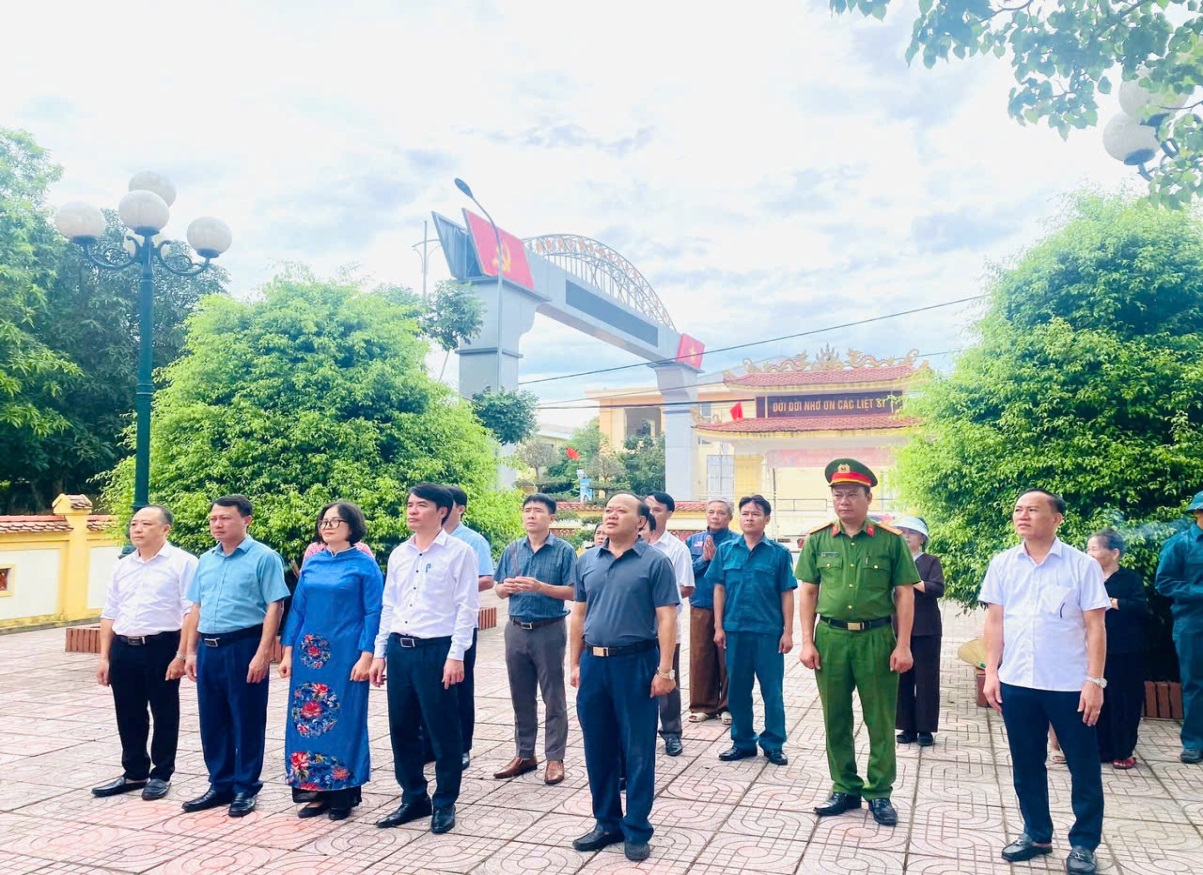 ĐỜI ĐỜI NHỚ ƠN CÁC LIỆT SĨ